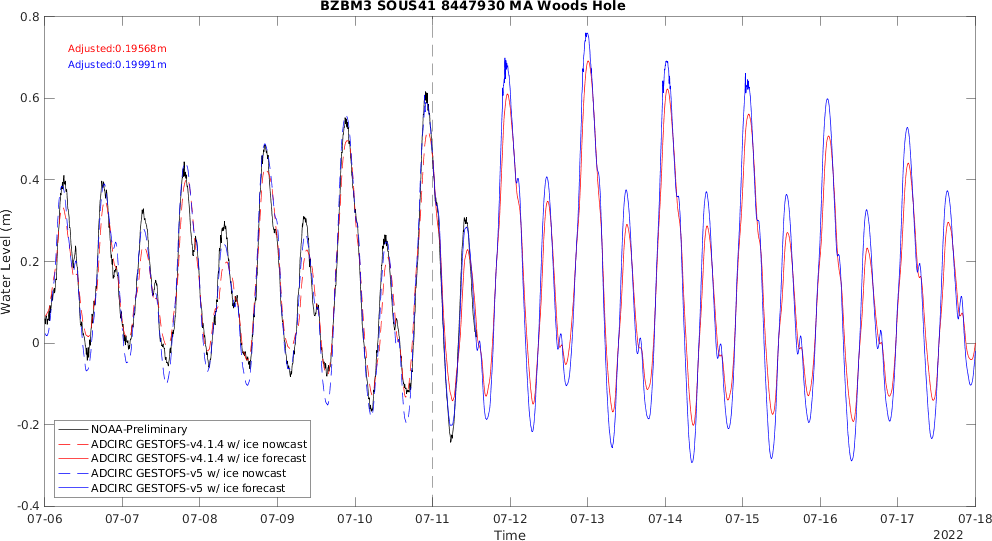 BZBM3 SOUS41 8447930 MA Woods Hole
Adjusted:0.19568m
Adjusted:0.19991m
0.8
0.6
0.4
0.2
0
-0.2
-0.4
Water Level (m)
NOAA-Preliminary
ADCIRC GESTOFS-v4.1.4 w/ ice nowcast
ADCIRC GESTOFS-v4.1.4 w/ ice forecast
ADCIRC GESTOFS-v5 w/ ice nowcast
ADCIRC GESTOFS-v5 w/ ice forecast
07-06 07-07 07-08 07-09 07-10 07-11 07-12 07-13 07-14 07-15 07-16 07-17 07-18
Time
2022